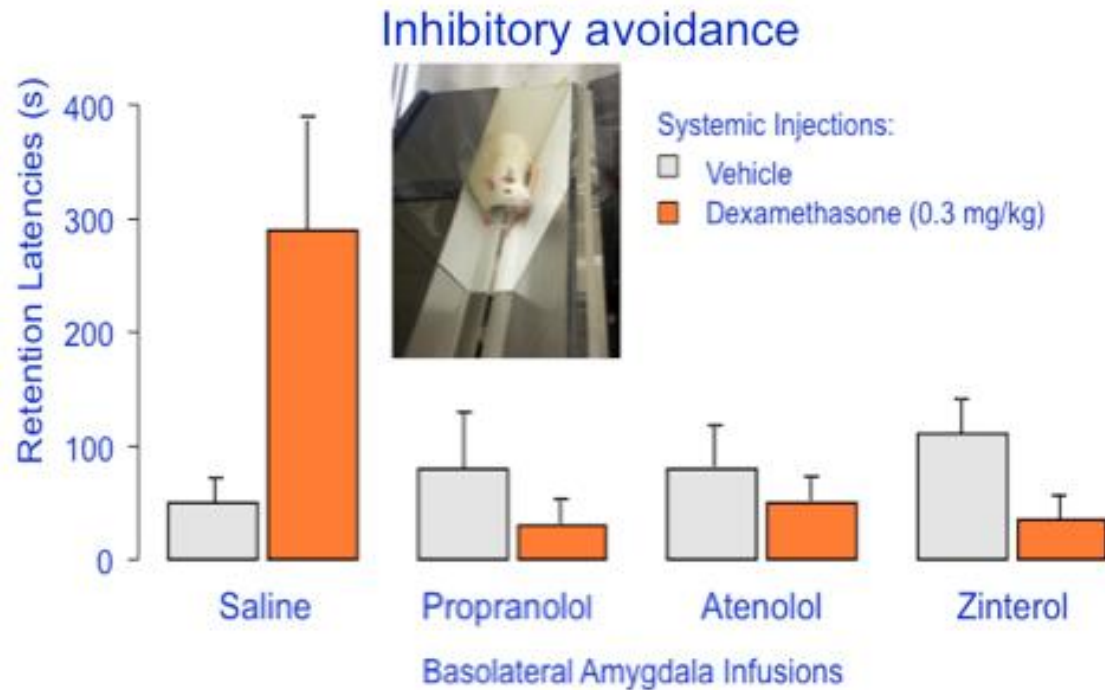 Inhibitory avoidance
Retention Latencies (s)
400
300
200
100
0
Systemic Injections:
Vehicle
Dexamethasone (0.3 mg/kg)
Saline
Propranolol
Atenolol
Zinterol
Basolateral Amygdala Infusions